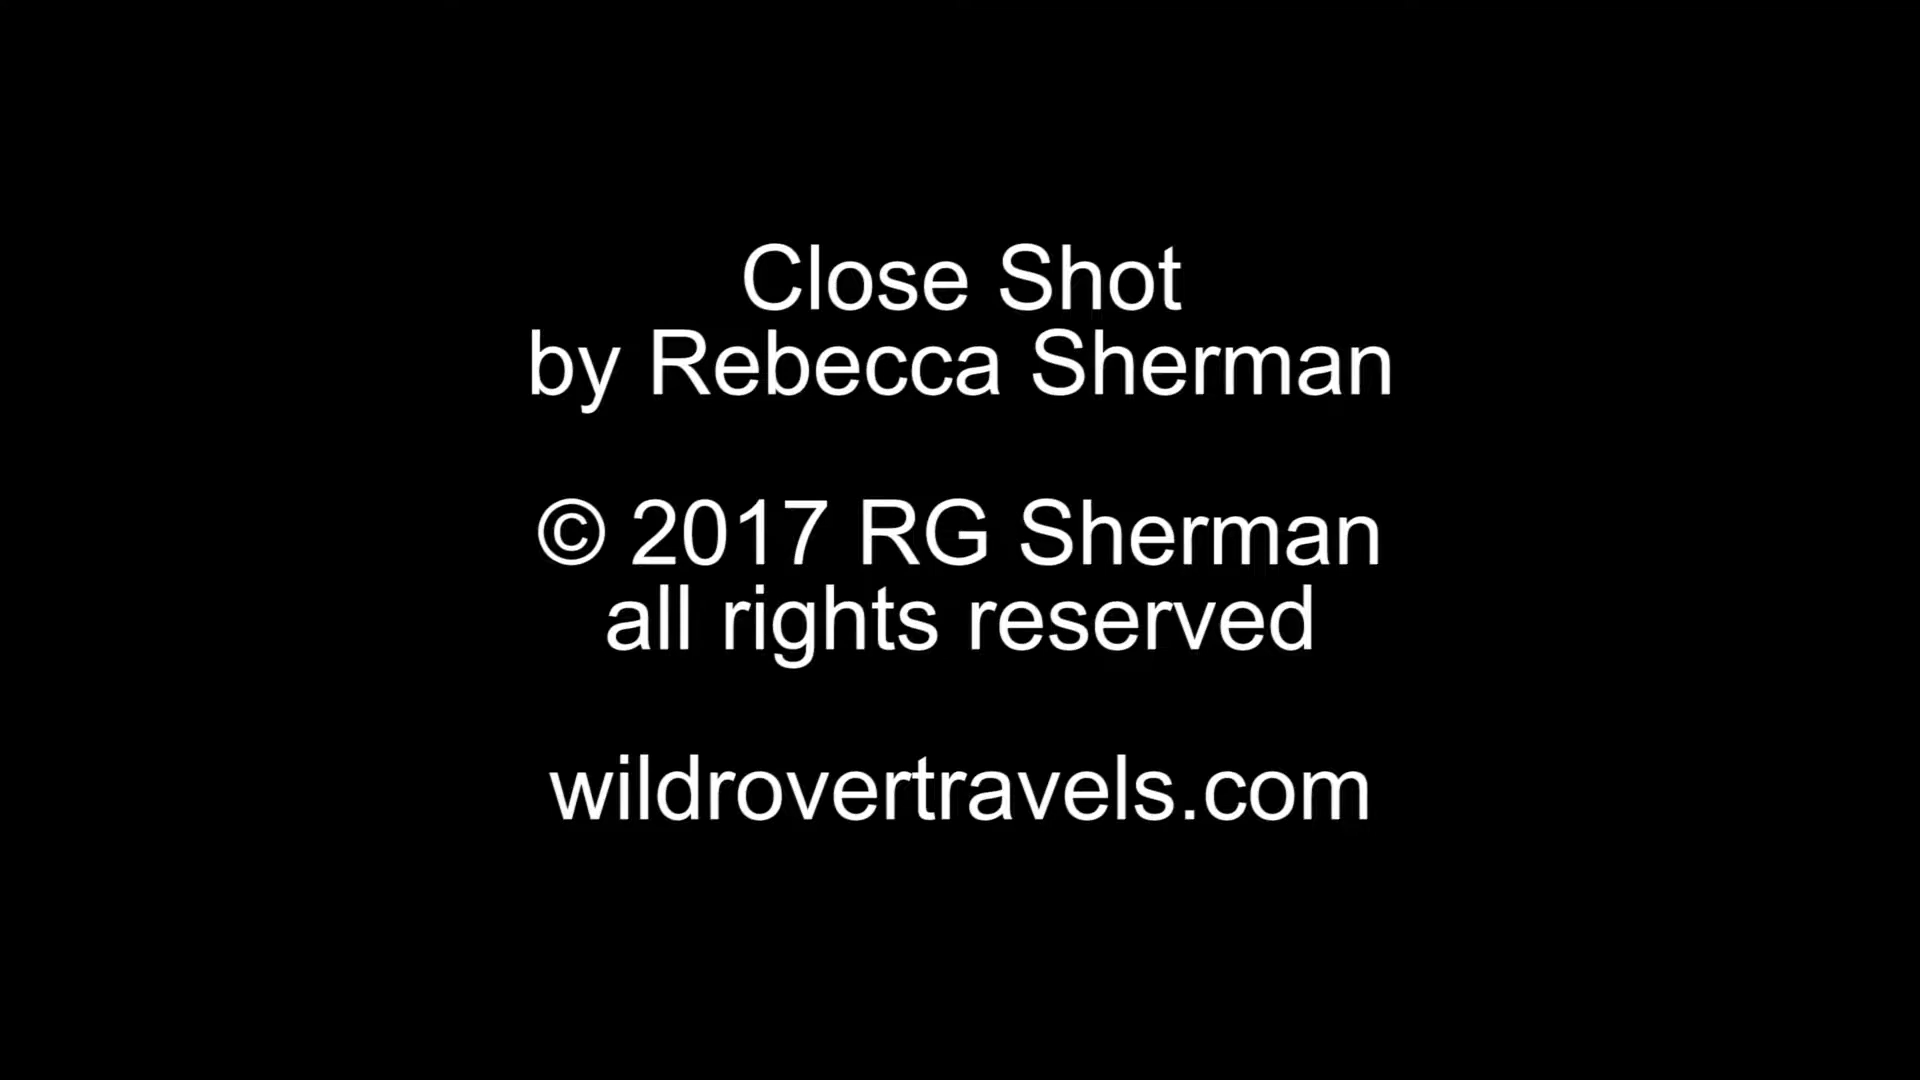 Close Shot
by Rebecca Sherman
© 2017 RG Sherman
all rights reserved
wildrovertravels.com